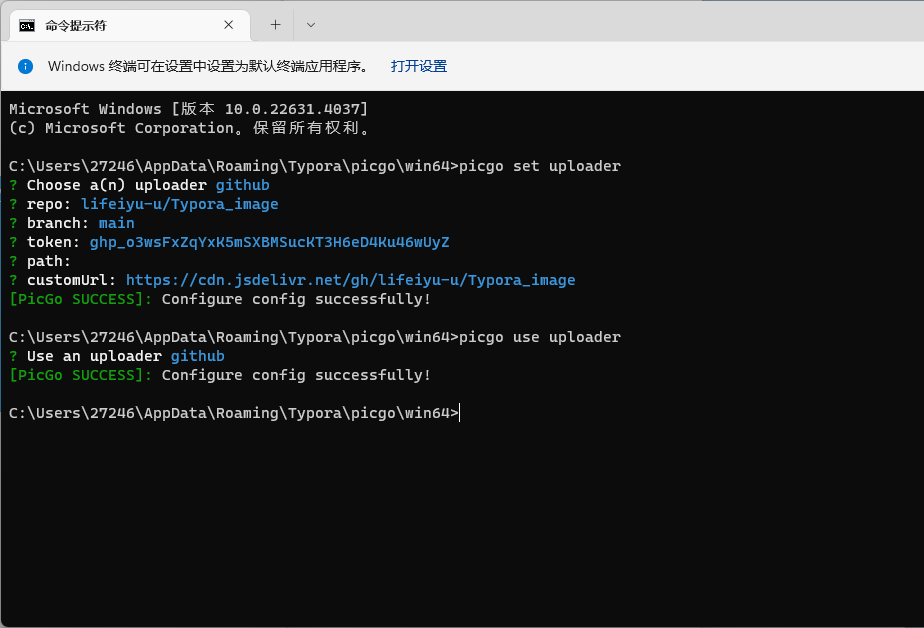 命令提示符
Windows 终端可在设置中设置为默认终端应用程序。 打开设置
Microsoft Windows [版本 10.0.22631.4037]
(c) Microsoft Corporation。保留所有权利。
C:\Users\27246\AppData\Roaming\Typora\picgo\win64>picgo set uploader
? Choose a(n) uploader github
? repo: lifeiyu-u/Typora_image
? branch: main
? token: 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
? path:
? customUrl: https://cdn.jsdelivr.net/gh/lifeiyu-u/Typora_image
[PicGo SUCCESS]: Configure config successfully!
C:\Users\27246\AppData\Roaming\Typora\picgo\win64>picgo use uploader
? Use an uploader github
[PicGo SUCCESS]: Configure config successfully!
C:\Users\27246\AppData\Roaming\Typora\picgo\win64>